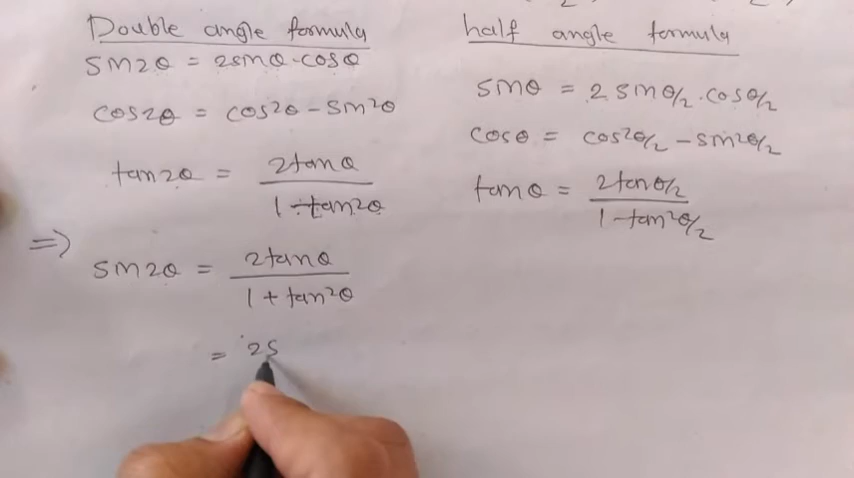 Double angle formula
sin2θ = 2sinθ·cosθ
cos2θ = cos²θ - sin²θ
tan2θ = 2tanθ / 1 - tan²θ
⇒ sin2θ = 2tanθ / 1 + tan²θ
= 2s
half angle formula
sinθ = 2 sinθ/2 . cosθ/2
cosθ = cos²θ/2 - sin²θ/2
tanθ = 2tanθ/2 / 1 - tan²θ/2